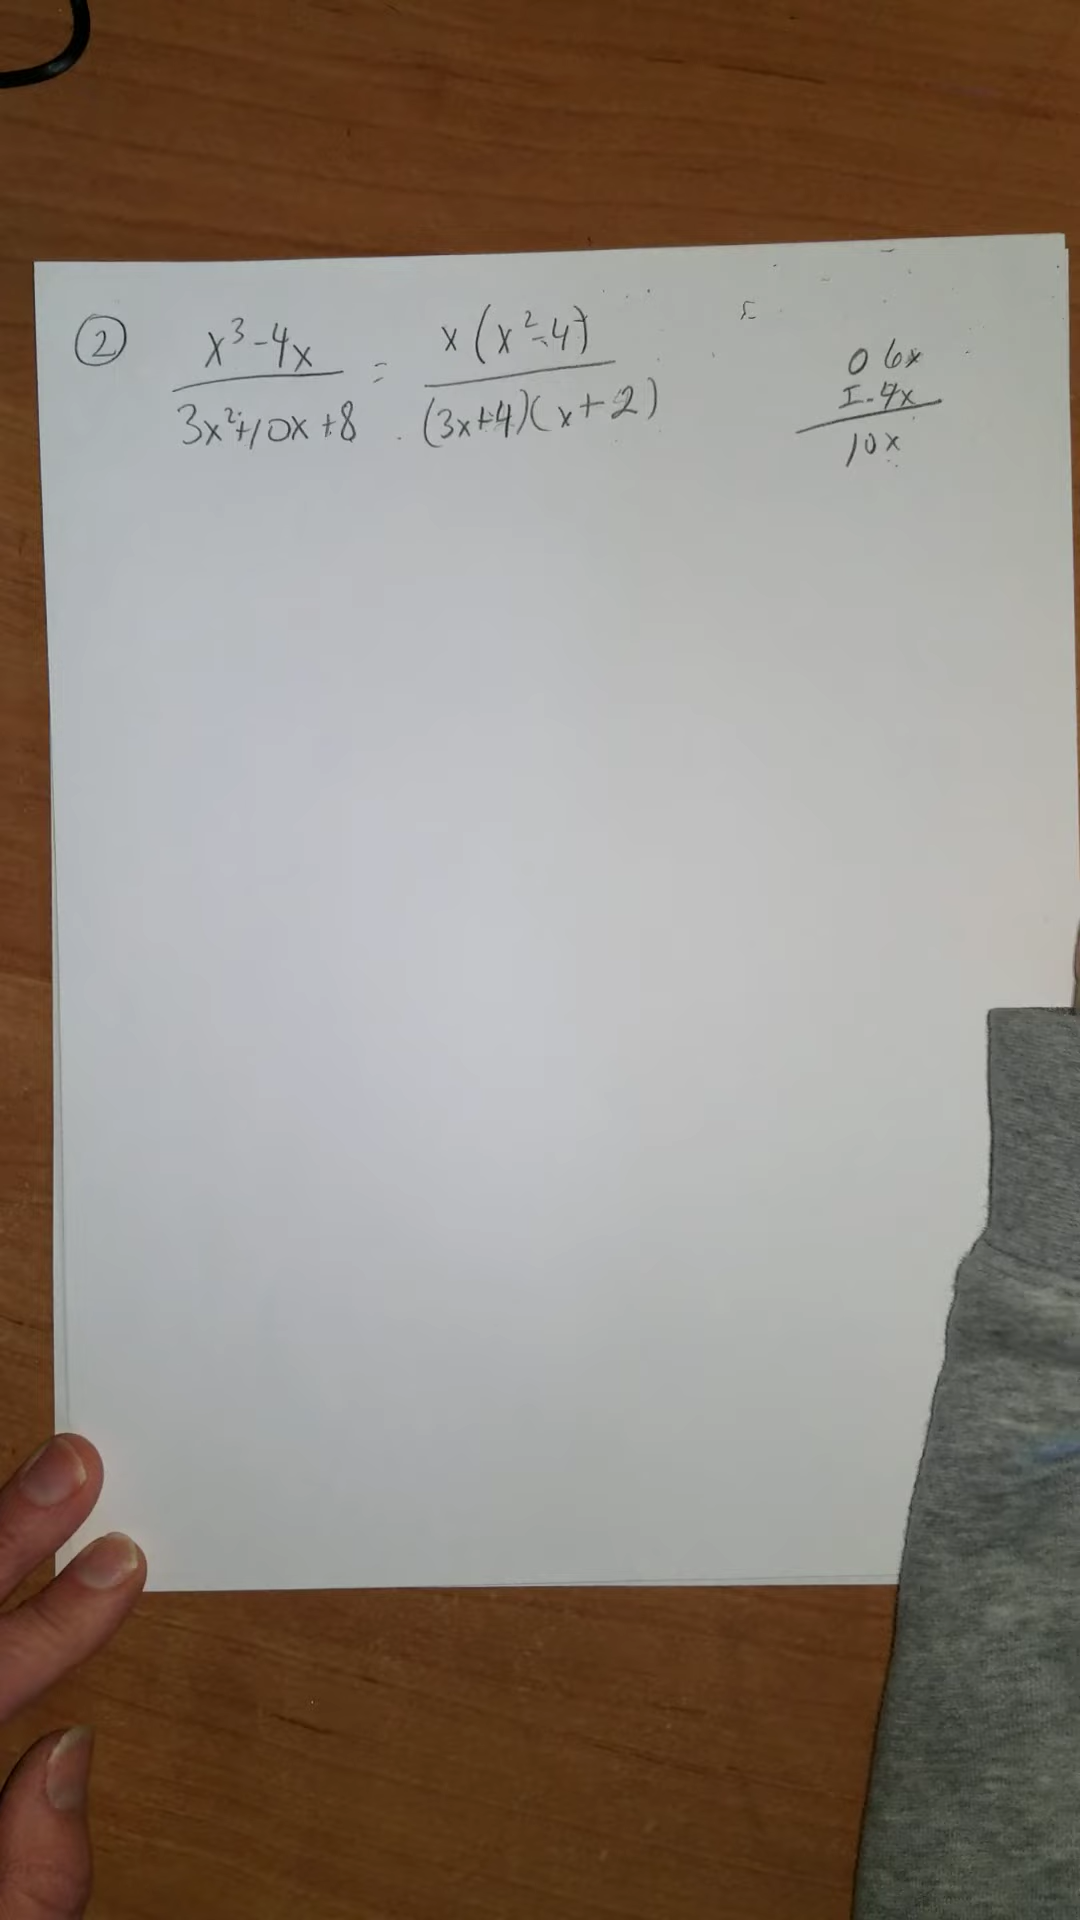 ② x³-4x / 3x²+10x+8 = x(x²-4) / (3x+4)(x+2)
O 6x
I 4x
10x